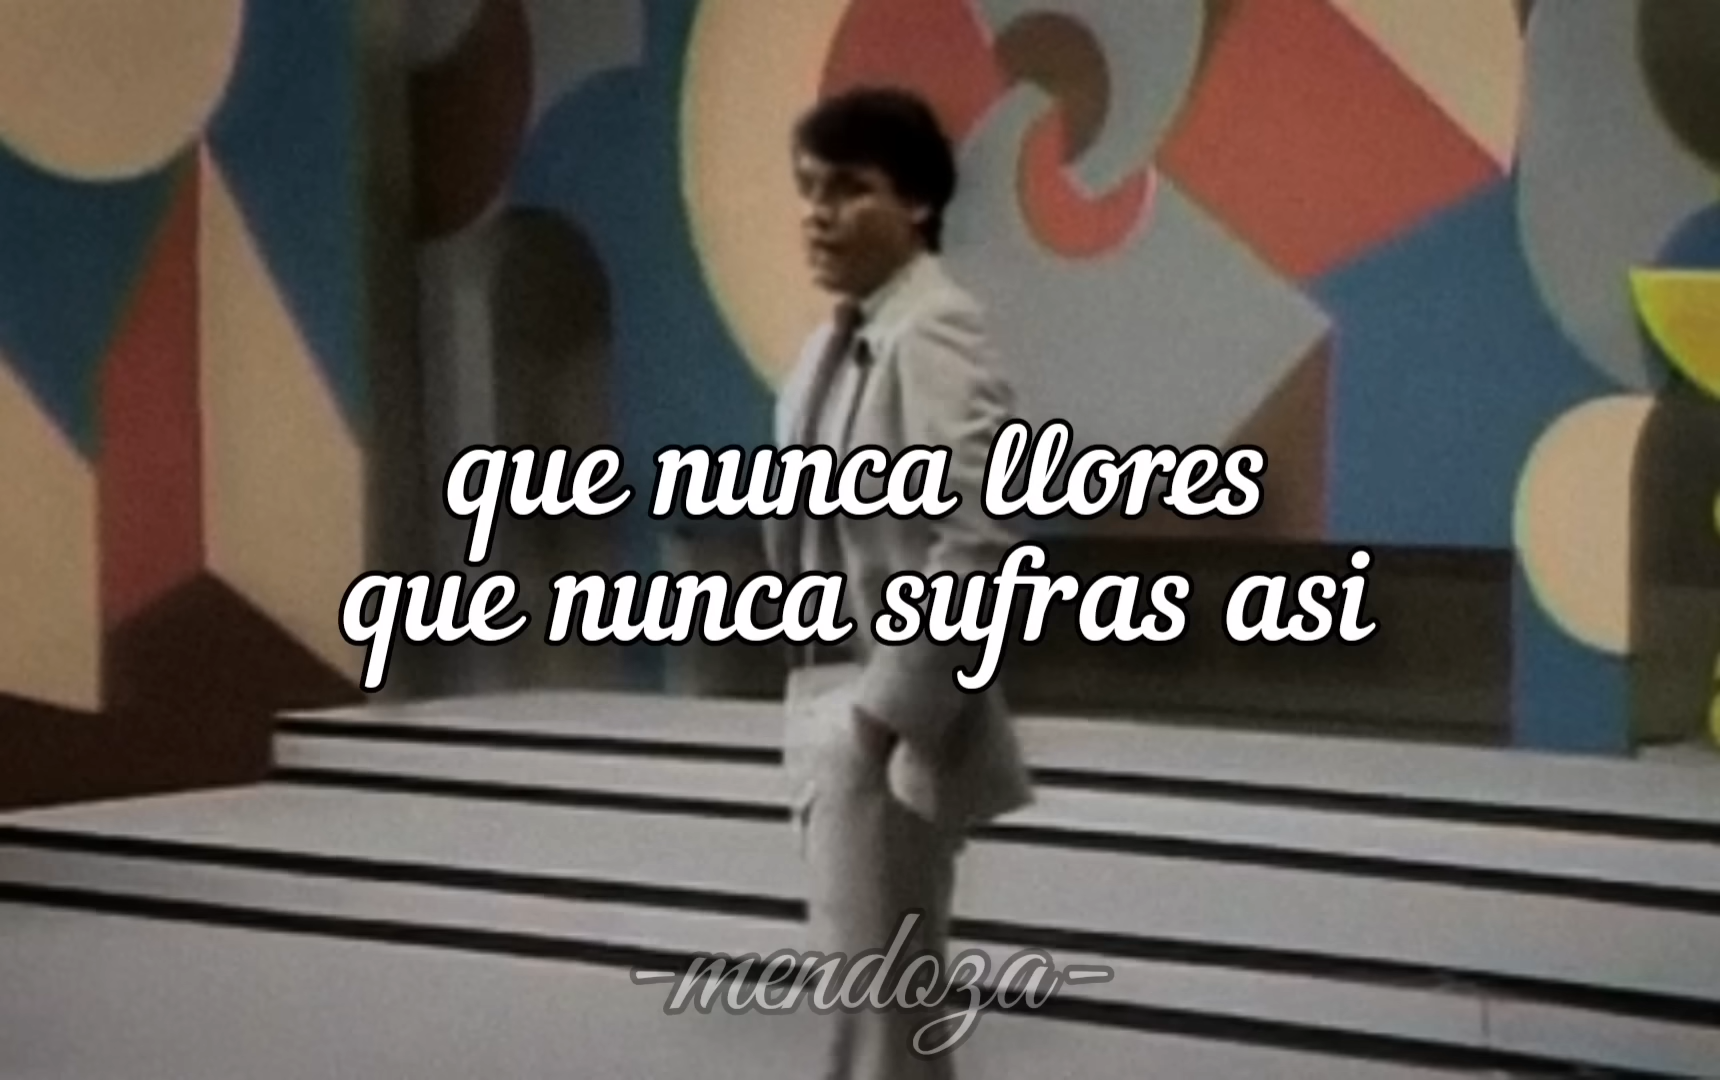 que nunca llores
que nunca sufras asi
-mendoza-